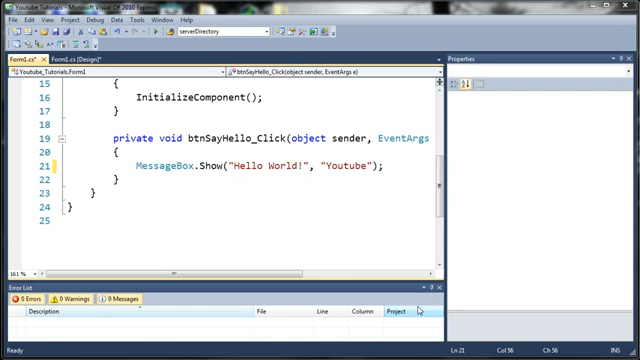 Youtube Tutorials - Microsoft Visual C# 2010 Express
File Edit View Project Debug Data Tools Window Help
serverDirectory
Form1.cs* Form1.cs [Design]*
Youtube_Tutorials.Form1 btnSayHello_Click(object sender, EventArgs e)
15 {
16 InitializeComponent();
17 }
18
19 private void btnSayHello_Click(object sender, EventArgs
20 {
21 MessageBox.Show("Hello World!", "Youtube");
22 }
23 }
24 }
25
161 %
Properties
Error List
0 Errors 0 Warnings 0 Messages
Description File Line Column Project
Ready Ln 21 Col 56 Ch 56 INS